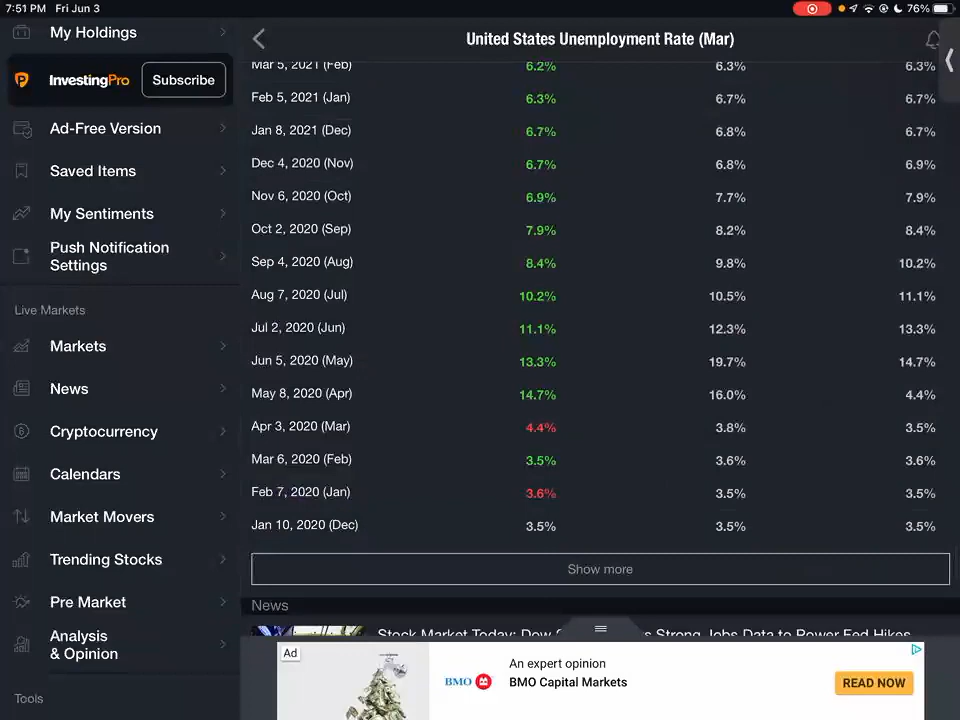 7:51 PM Fri Jun 3
76%
My Holdings
InvestingPro
Subscribe
Ad-Free Version
Saved Items
My Sentiments
Push Notification
Settings
Live Markets
Markets
News
Cryptocurrency
Calendars
Market Movers
Trending Stocks
Pre Market
Analysis
& Opinion
Tools
United States Unemployment Rate (Mar)
Mar 5, 2021 (Feb) 6.2% 6.3% 6.3%
Feb 5, 2021 (Jan) 6.3% 6.7% 6.7%
Jan 8, 2021 (Dec) 6.7% 6.8% 6.7%
Dec 4, 2020 (Nov) 6.7% 6.8% 6.9%
Nov 6, 2020 (Oct) 6.9% 7.7% 7.9%
Oct 2, 2020 (Sep) 7.9% 8.2% 8.4%
Sep 4, 2020 (Aug) 8.4% 9.8% 10.2%
Aug 7, 2020 (Jul) 10.2% 10.5% 11.1%
Jul 2, 2020 (Jun) 11.1% 12.3% 13.3%
Jun 5, 2020 (May) 13.3% 19.7% 14.7%
May 8, 2020 (Apr) 14.7% 16.0% 4.4%
Apr 3, 2020 (Mar) 4.4% 3.8% 3.5%
Mar 6, 2020 (Feb) 3.5% 3.6% 3.6%
Feb 7, 2020 (Jan) 3.6% 3.5% 3.5%
Jan 10, 2020 (Dec) 3.5% 3.5% 3.5%
Show more
News
Stock Market Today: Dow Strong Jobs Data to Power Fed Hikes
Ad
BMO
An expert opinion
BMO Capital Markets
READ NOW